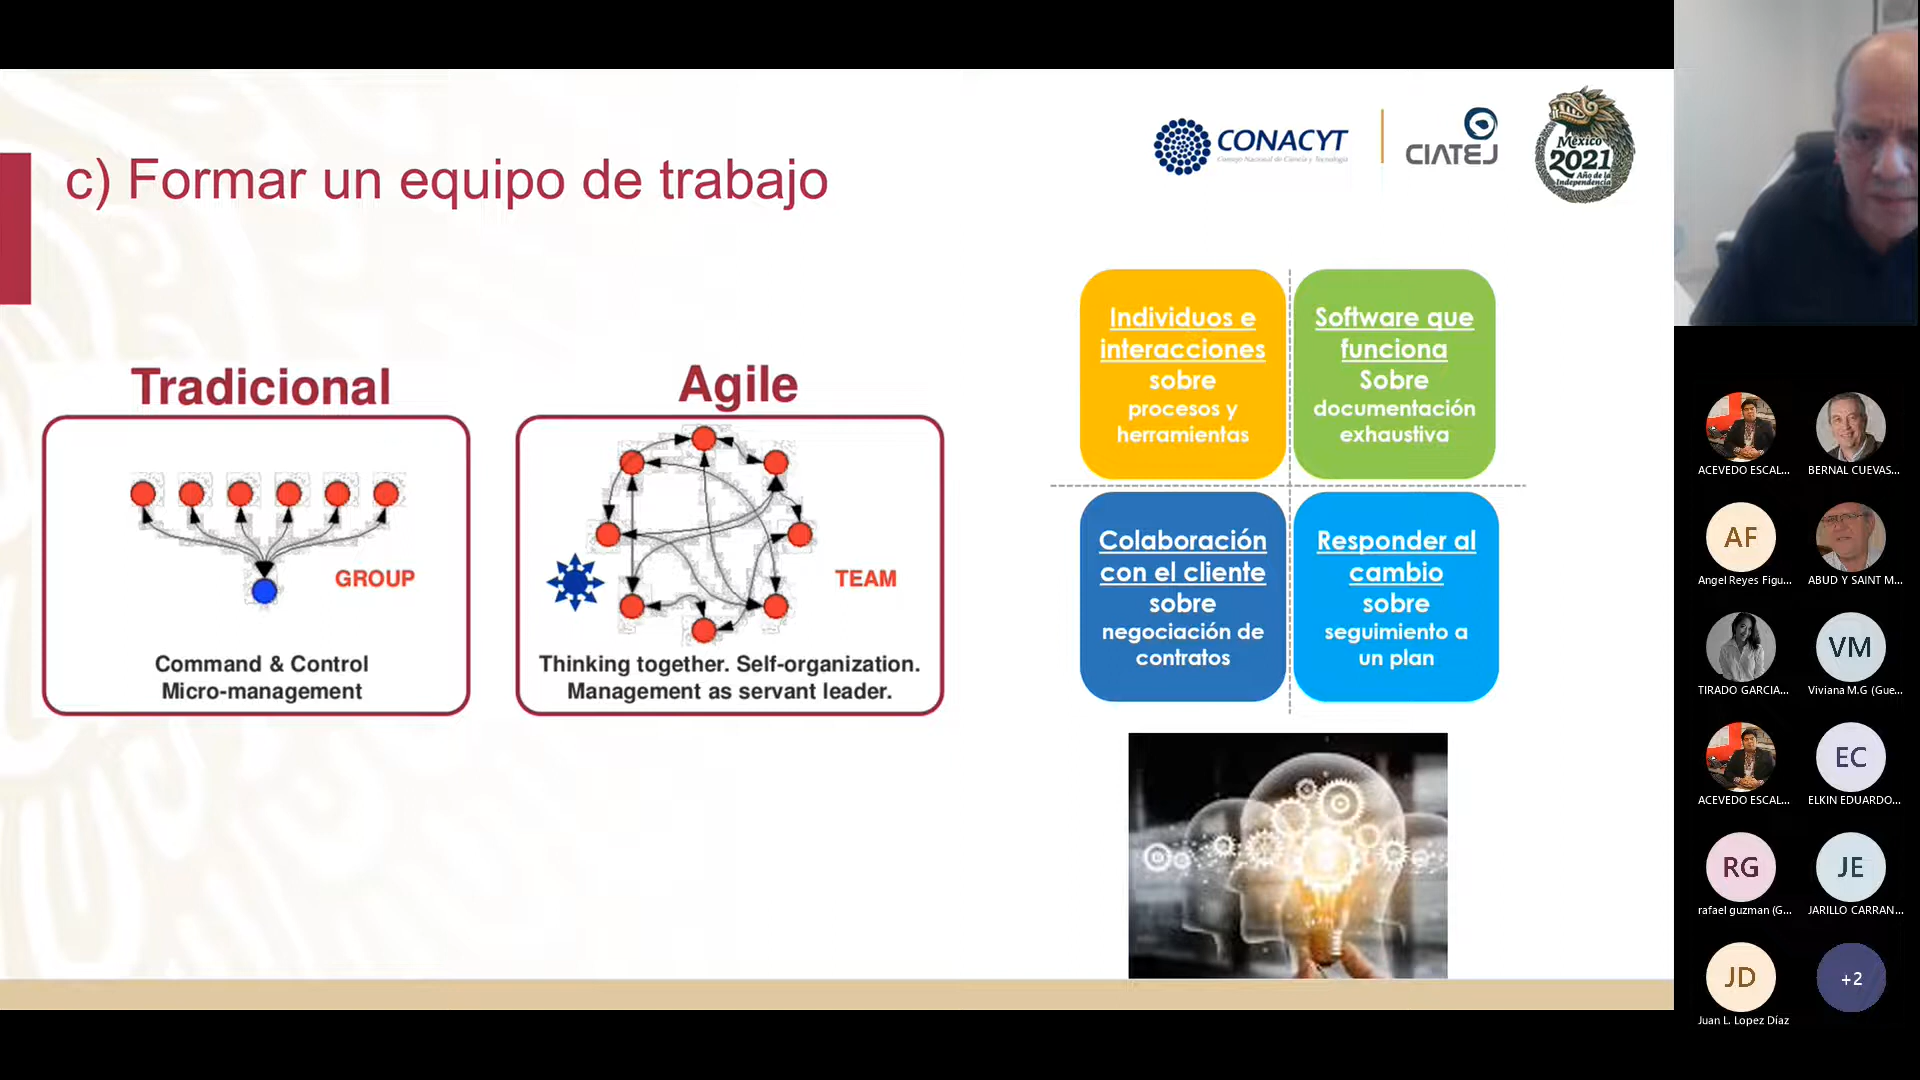 c) Formar un equipo de trabajo
CONACYT
Consejo Nacional de Ciencia y Tecnología
CIATEJ
México
2021
Año de la
Independencia
Tradicional
GROUP
Command & Control
Micro-management
Agile
TEAM
Thinking together. Self-organization.
Management as servant leader.
Individuos e
interacciones
sobre
procesos y
herramientas
Software que
funciona
Sobre
documentación
exhaustiva
Colaboración
con el cliente
sobre
negociación de
contratos
Responder al
cambio
sobre
seguimiento a
un plan
ACEVEDO ESCAL...
BERNAL CUEVAS...
AF
Angel Reyes Figu...
ABUD Y SAINT M...
TIRADO GARCIA...
VM
Viviana M.G (Gue...
ACEVEDO ESCAL...
EC
ELKIN EDUARDO...
RG
rafael guzman (G...
JE
JARILLO CARRAN...
JD
Juan L. Lopez Díaz
+2